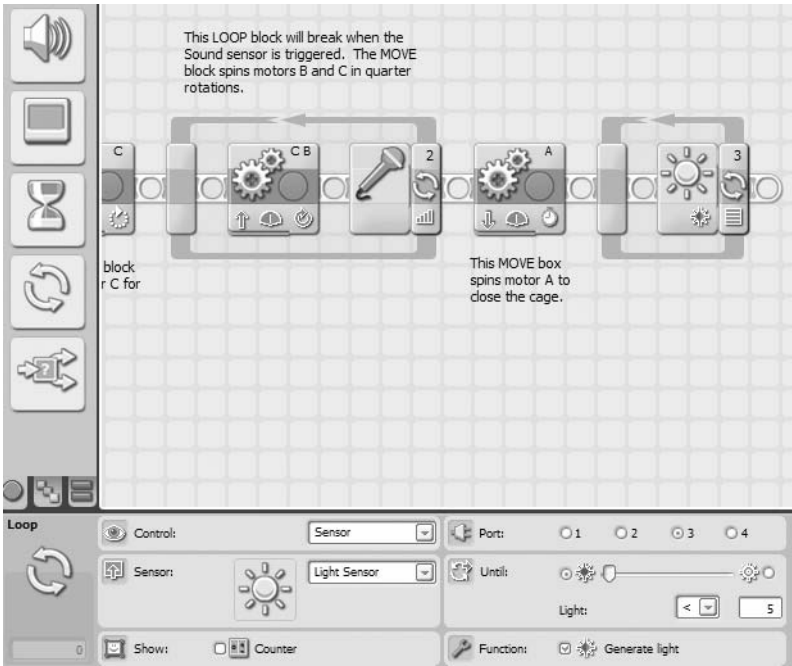 This LOOP block will break when the
Sound sensor is triggered. The MOVE
block spins motors B and C in quarter
rotations.
C
C B
2
A
3
block
r C for
This MOVE box
spins motor A to
close the cage.
Loop
0
Control:
Sensor
Port:
1
2
3
4
Sensor:
Light Sensor
Until:
Light:
<
5
Show:
Counter
Function:
Generate light